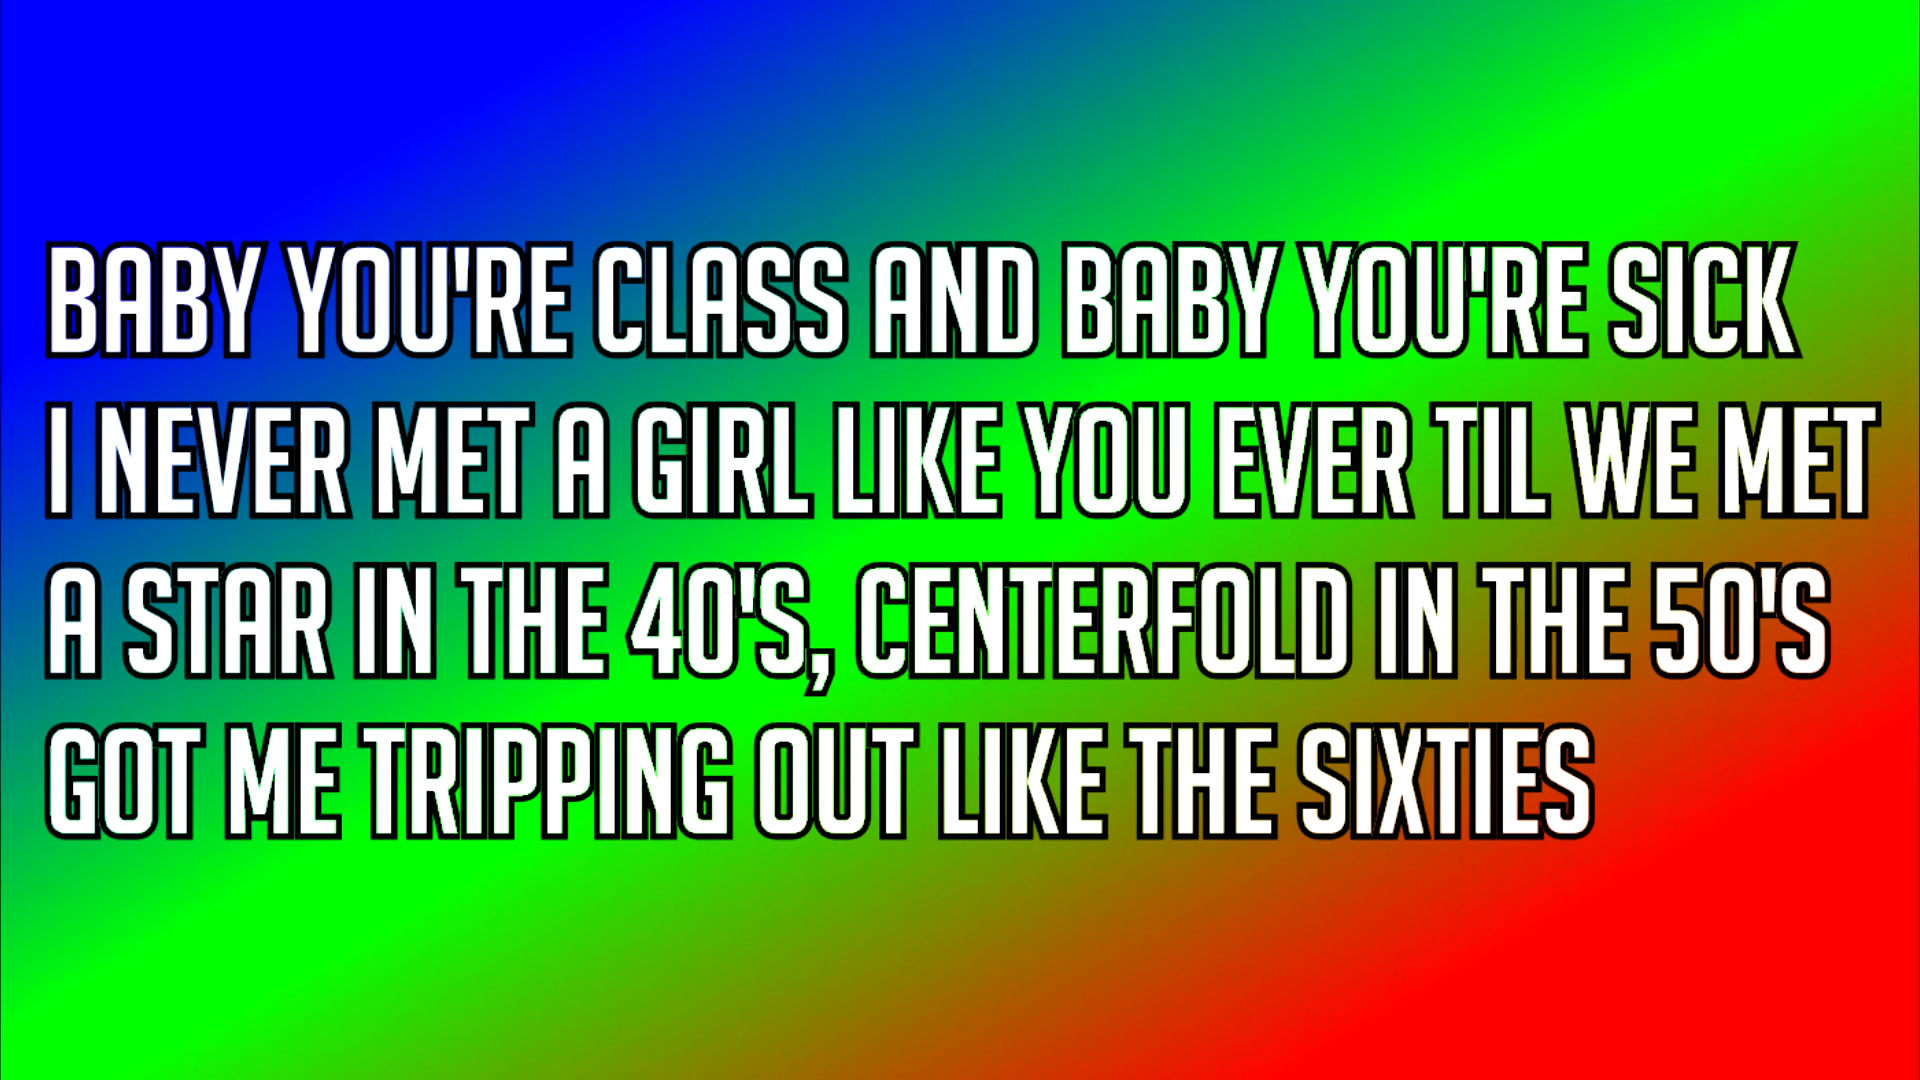 BABY YOU'RE CLASS AND BABY YOU'RE SICK
I NEVER MET A GIRL LIKE YOU EVER TIL WE MET
A STAR IN THE 40'S, CENTERFOLD IN THE 50'S
GOT ME TRIPPING OUT LIKE THE SIXTIES